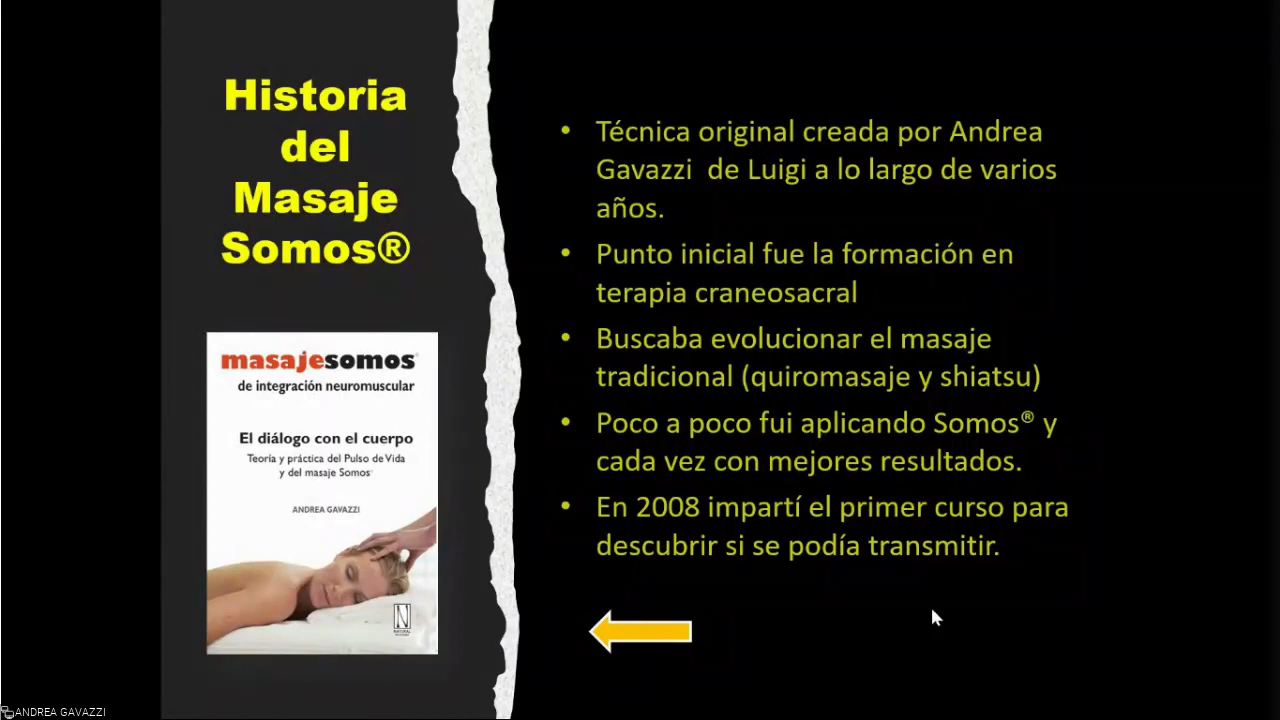 Historia
del
Masaje
Somos®
masajesomos®
de integración neuromuscular
El diálogo con el cuerpo
Teoría y práctica del Pulso de Vida
y del masaje Somos®
ANDREA GAVAZZI
N
• Técnica original creada por Andrea
Gavazzi de Luigi a lo largo de varios
años.
• Punto inicial fue la formación en
terapia craneosacral
• Buscaba evolucionar el masaje
tradicional (quiromasaje y shiatsu)
• Poco a poco fui aplicando Somos® y
cada vez con mejores resultados.
• En 2008 impartí el primer curso para
descubrir si se podía transmitir.
ANDREA GAVAZZI